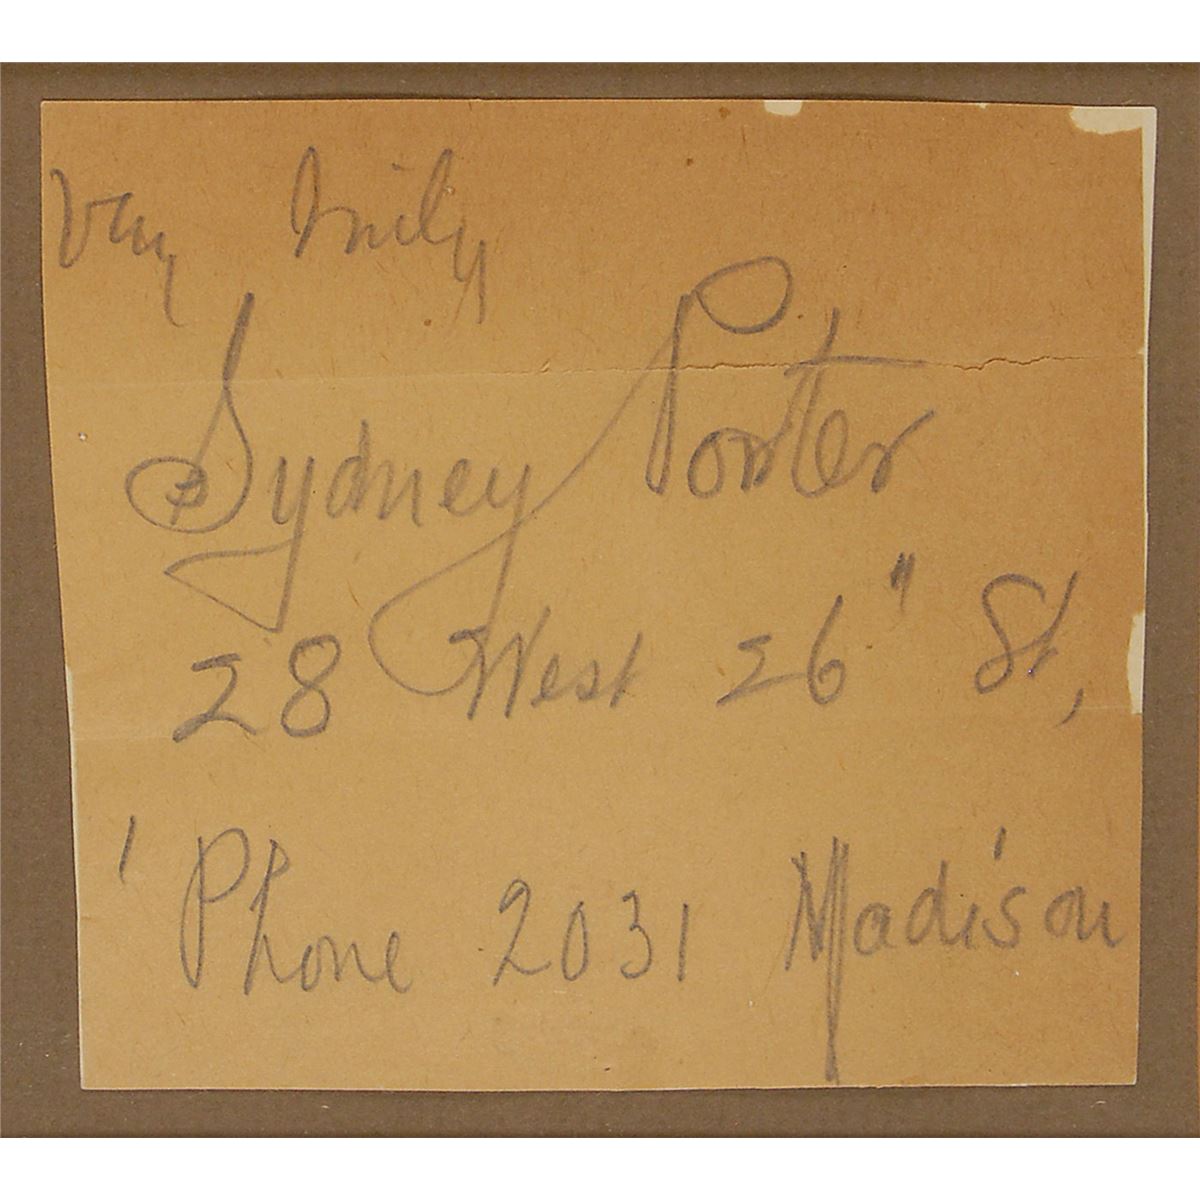 Very truly
Sydney Porter
28 West 26" St,
'Phone 2031 Madison